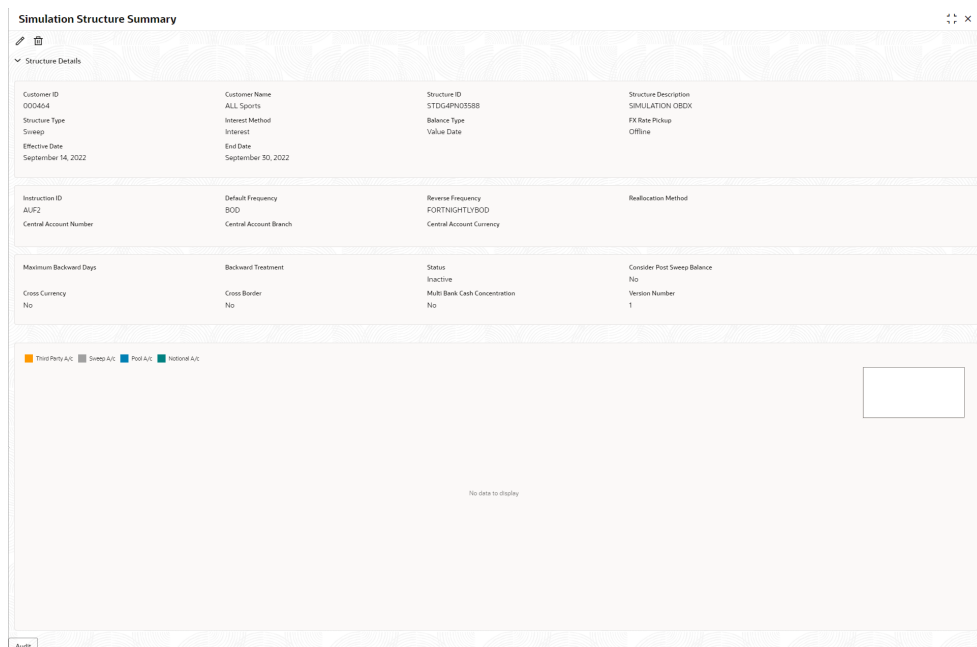 Simulation Structure Summary
Structure Details
Customer ID Customer Name Structure ID Structure Description
000464 ALL Sports STDG4PN03588 SIMULATION OBDX
Structure Type Interest Method Balance Type FX Rate Pickup
Sweep Interest Value Date Offline
Effective Date End Date
September 14, 2022 September 30, 2022
Instruction ID Default Frequency Reverse Frequency Reallocation Method
AUF2 BOD FORTNIGHTLYBOD
Central Account Number Central Account Branch Central Account Currency
Maximum Backward Days Backward Treatment Status Consider Post Sweep Balance
Inactive No
Cross Currency Cross Border Multi Bank Cash Concentration Version Number
No No No 1
Third Party A/c Sweep A/c Pool A/c Notional A/c
No data to display
Audit